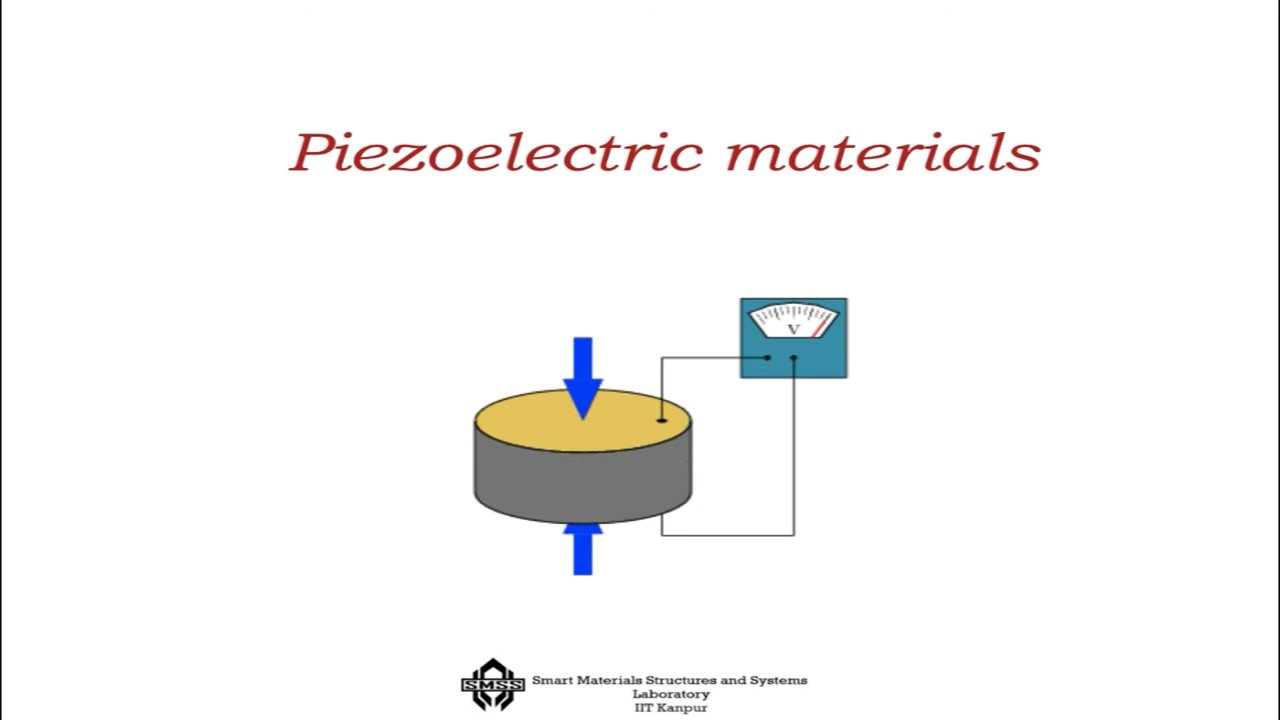 Piezoelectric materials
V
SMSS
Smart Materials Structures and Systems
Laboratory
IIT Kanpur